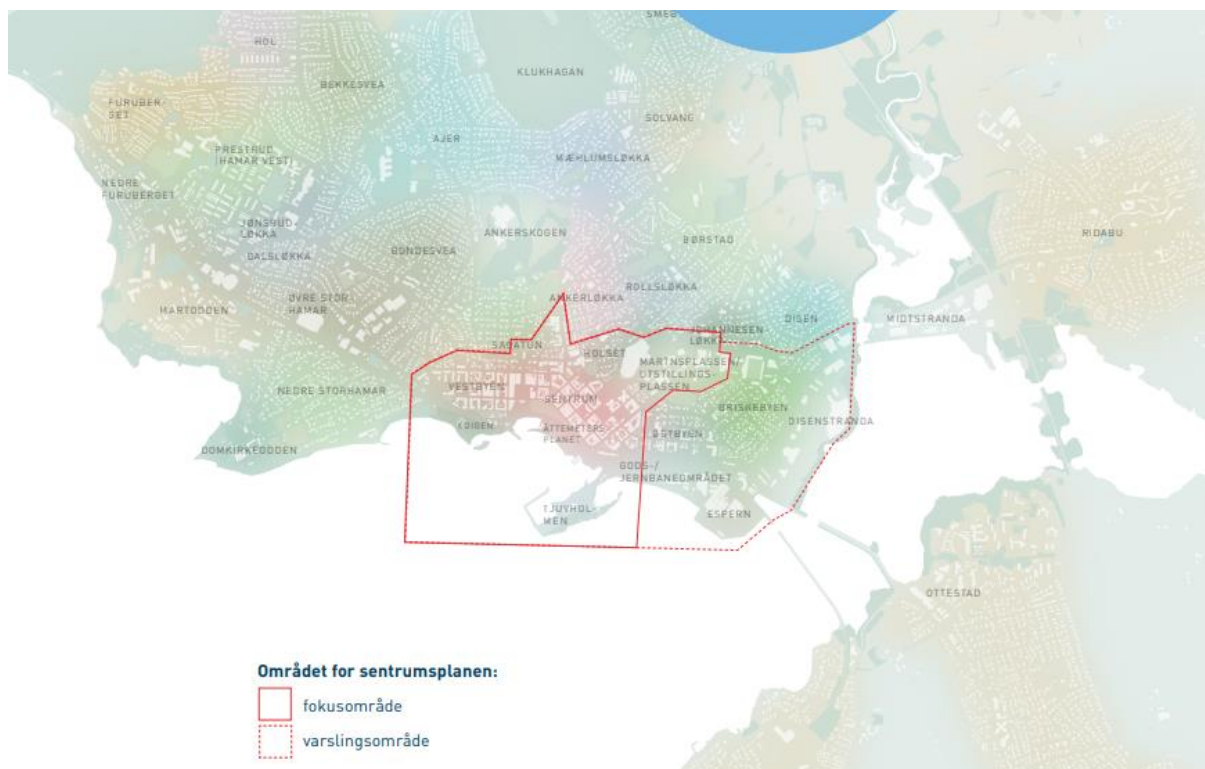 SMEB
HOL
KLUKHAGAN
BEKKESVEA
FURUBER-
SET
SOLVANG
AJER
PRESTRUD
(HAMAR VEST)
MÆHLUMSLØKKA
NEDRE
FURUBERGET
JØNSRUD-
LØKKA
ANKERSKOGEN
RIDABU
BØRSTAD
BONDESVEA
DALSLØKKA
ROLLSLØKKA
ANKERLØKKA
ØVRE STOR-
HAMAR
MARTODDEN
DISEN
MIDTSTRANDA
JOHANNESEN
LØKKA
SAGATUN
HOLSET
MARTNSPLASSEN/
UTSTILLINGS-
PLASSEN
VESTBYEN
NEDRE STORHAMAR
SENTRUM
BRISKEBYEN
DISENSTRANDA
KOIGEN
ÅTTEMETERS-
PLANET
ØSTBYEN
DOMKIRKEODDEN
GODS-/
JERNBANEOMRÅDET
TJUVHOL-
MEN
ESPERN
OTTESTAD
Området for sentrumsplanen:
fokusområde
varslingsområde